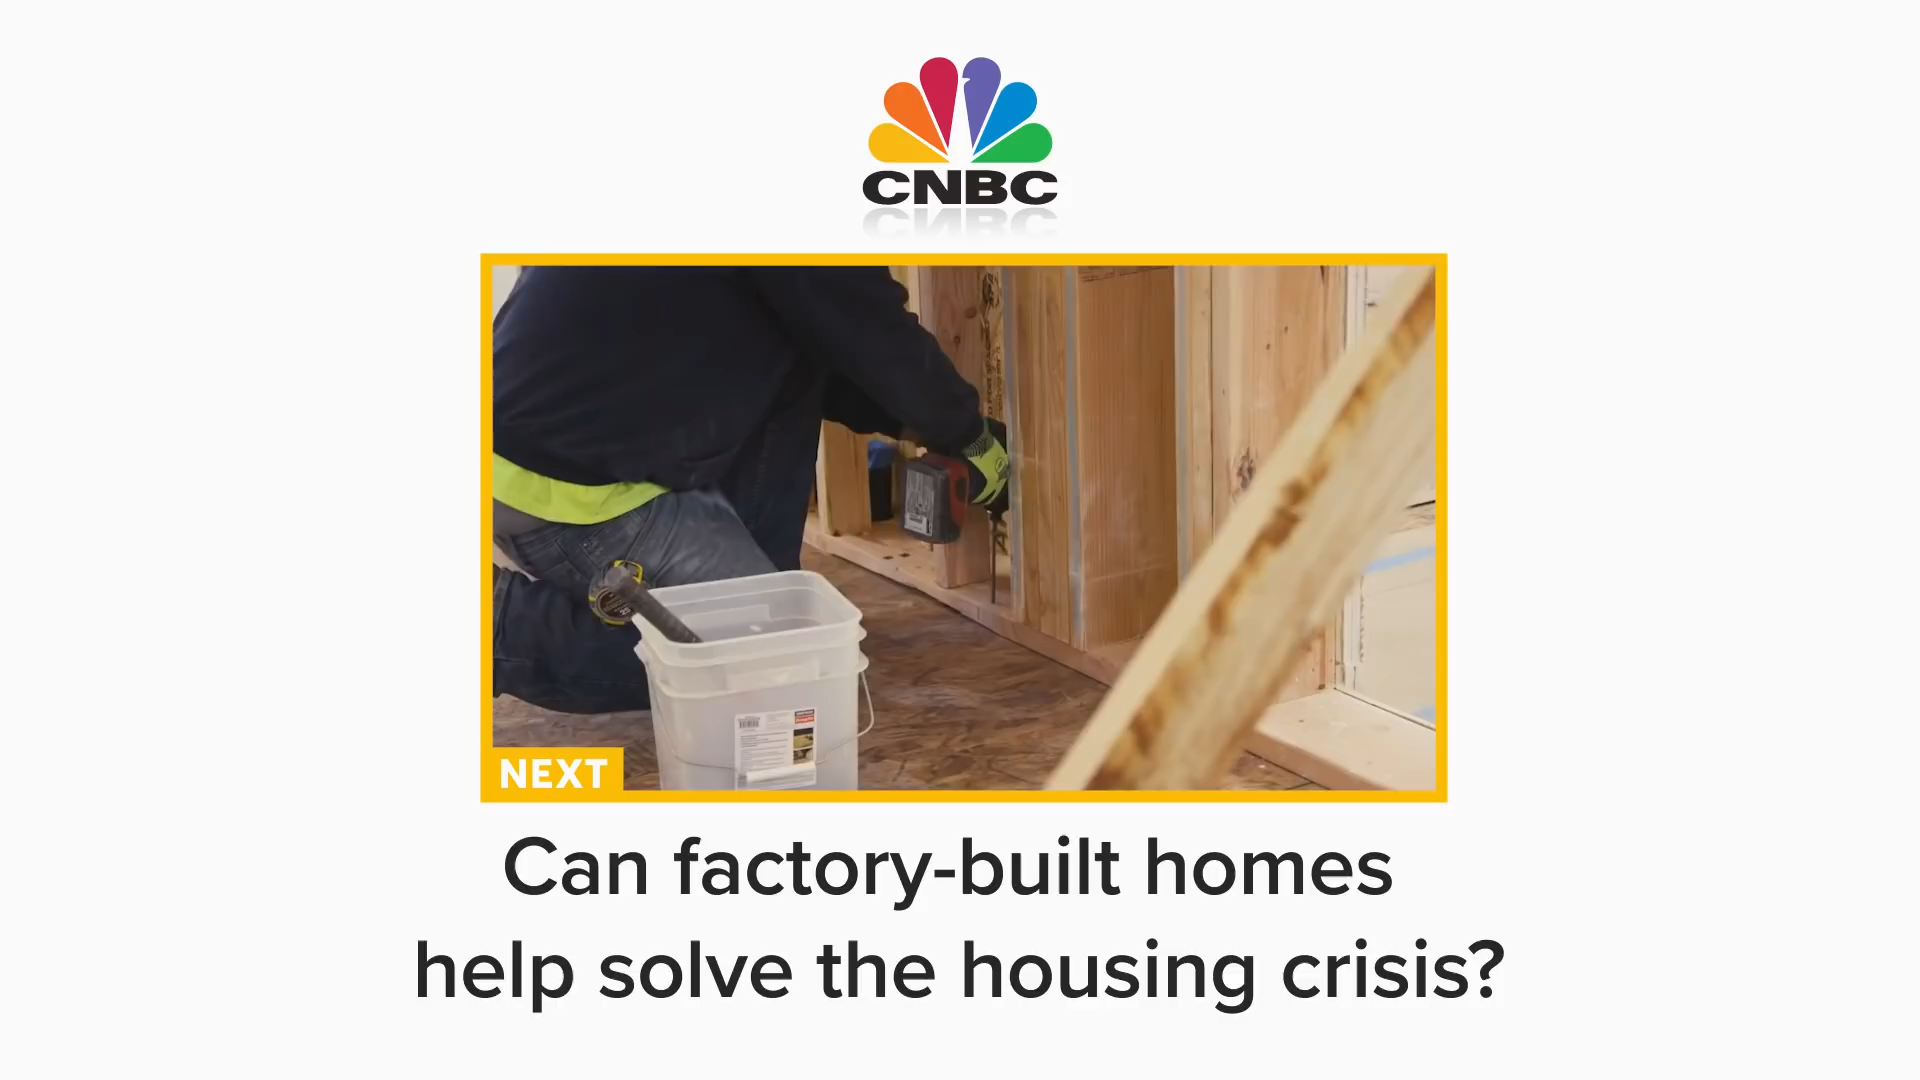 CNBC
NEXT
Can factory-built homes
help solve the housing crisis?